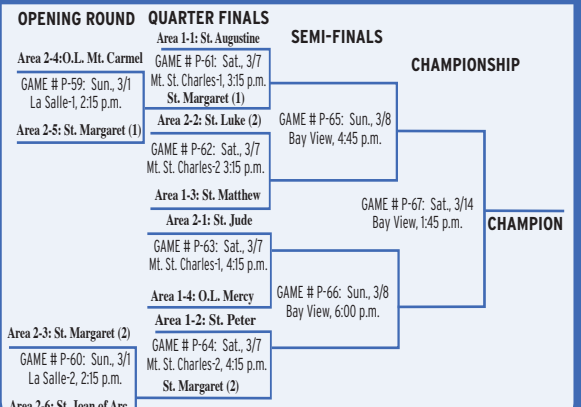 OPENING ROUND
QUARTER FINALS
SEMI-FINALS
CHAMPIONSHIP
Area 2-4:O.L. Mt. Carmel
GAME # P-59: Sun., 3/1
La Salle-1, 2:15 p.m.
Area 2-5: St. Margaret (1)
Area 1-1: St. Augustine
GAME # P-61: Sat., 3/7
Mt. St. Charles-1, 3:15 p.m.
St. Margaret (1)
Area 2-2: St. Luke (2)
GAME # P-62: Sat., 3/7
Mt. St. Charles-2 3:15 p.m.
Area 1-3: St. Matthew
Area 2-1: St. Jude
GAME # P-63: Sat., 3/7
Mt. St. Charles-1, 4:15 p.m.
Area 1-4: O.L. Mercy
Area 1-2: St. Peter
GAME # P-64: Sat., 3/7
Mt. St. Charles-2, 4:15 p.m.
St. Margaret (2)
Area 2-3: St. Margaret (2)
GAME # P-60: Sun., 3/1
La Salle-2, 2:15 p.m.
Area 2-6: St. Joan of Arc
GAME # P-65: Sun., 3/8
Bay View, 4:45 p.m.
GAME # P-66: Sun., 3/8
Bay View, 6:00 p.m.
GAME # P-67: Sat., 3/14
Bay View, 1:45 p.m.
CHAMPION